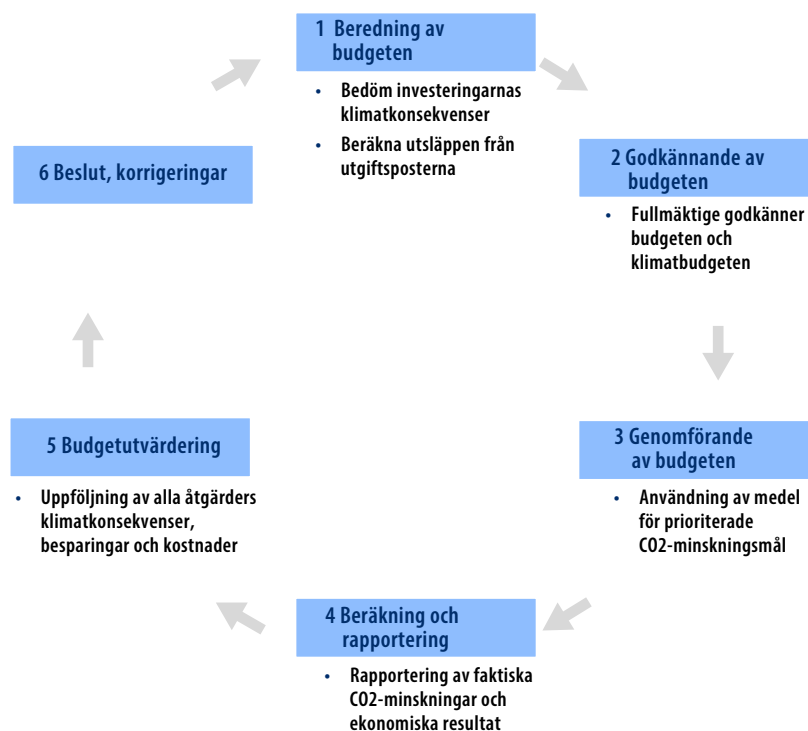 1 Beredning av
budgeten
• Bedöm investeringarnas
klimatkonsekvenser
• Beräkna utsläppen från
utgiftsposterna
2 Godkännande av
budgeten
• Fullmäktige godkänner
budgeten och
klimatbudgeten
3 Genomförande
av budgeten
• Användning av medel
för prioriterade
CO2-minskningsmål
4 Beräkning och
rapportering
• Rapportering av faktiska
CO2-minskningar och
ekonomiska resultat
5 Budgetutvärdering
• Uppföljning av alla åtgärders
klimatkonsekvenser,
besparingar och kostnader
6 Beslut, korrigeringar